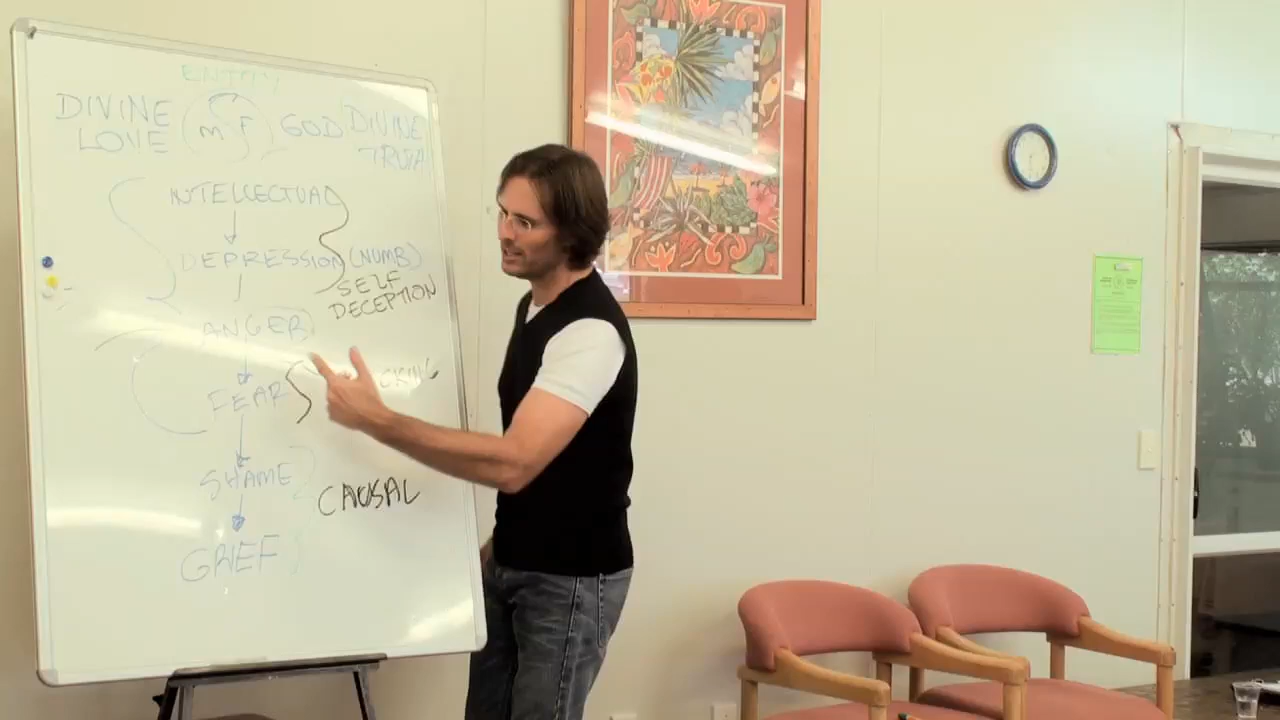 ENTITY
DIVINE LOVE
M F
GOD
DIVINE TRUTH
INTELLECTUAL
DEPRESSION (NUMB)
SELF
DECEPTION
ANGER
FEAR
SHAME
CAUSAL
GRIEF